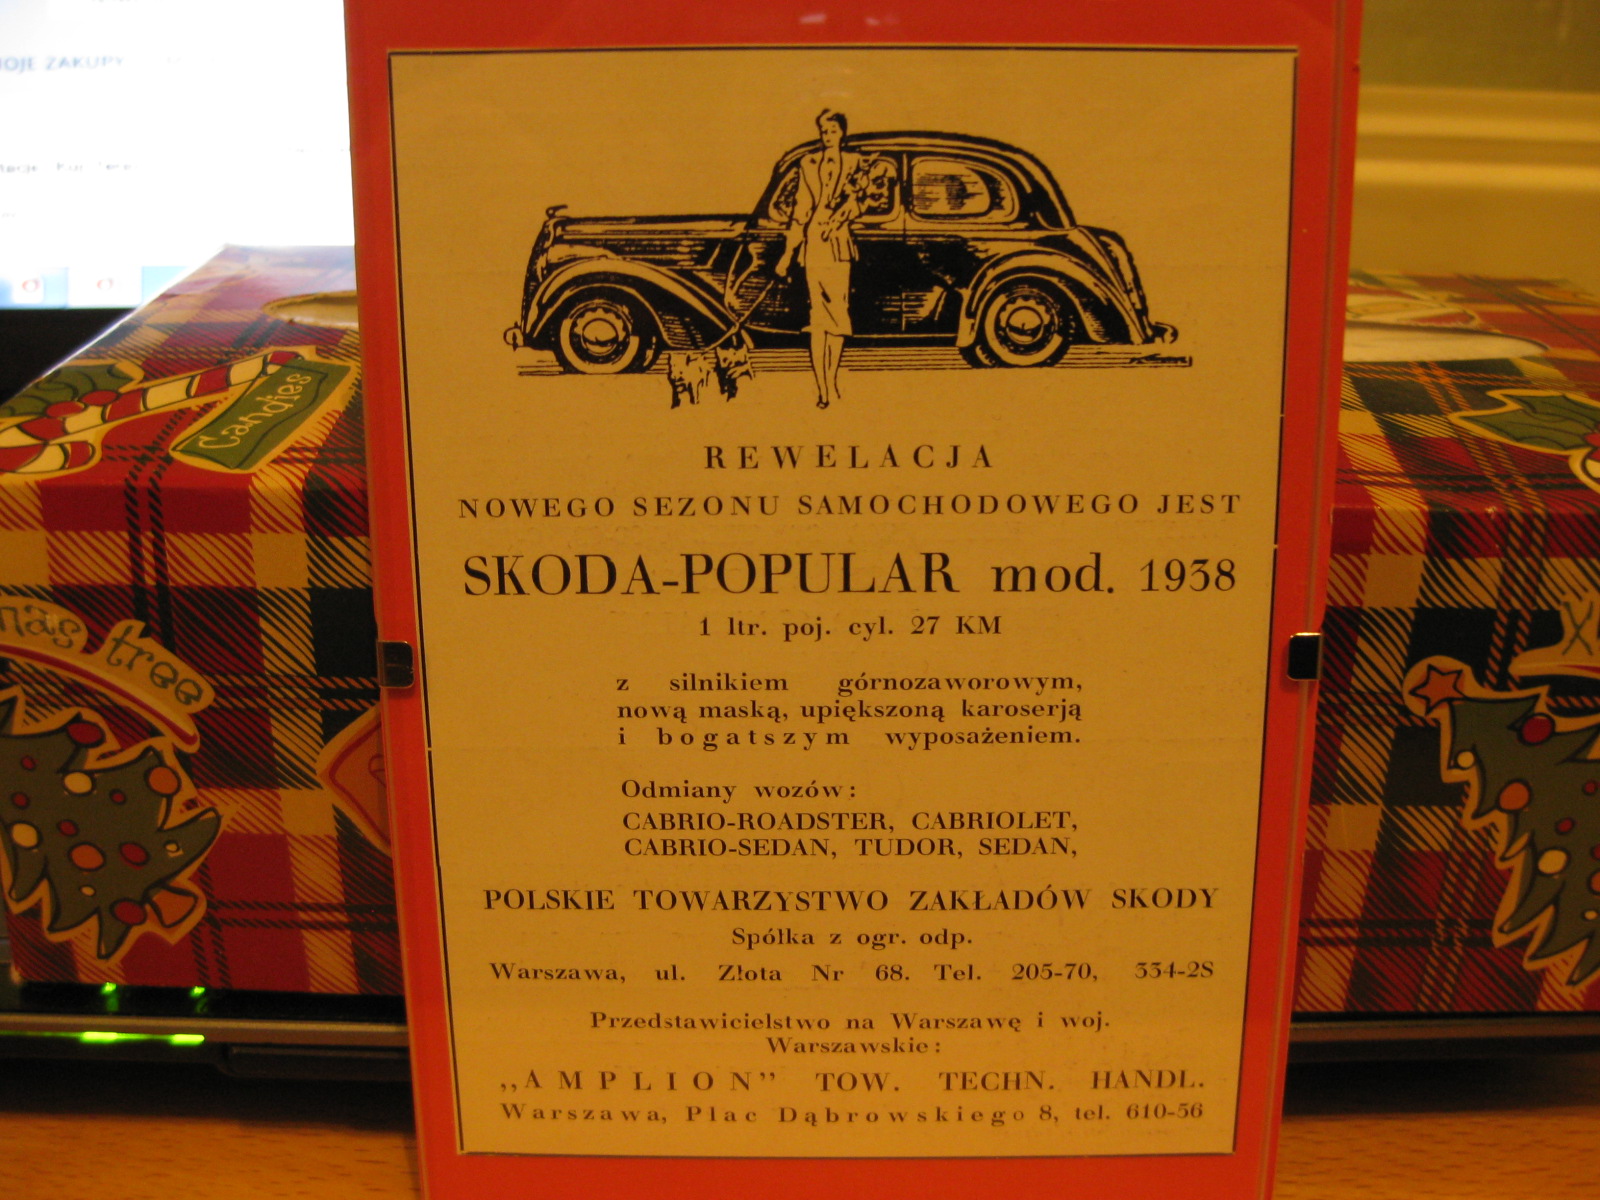 ZAKUPY
Candies
tree
REWELACJA
NOWEGO SEZONU SAMOCHODOWEGO JEST
SKODA-POPULAR mod. 1938
1 ltr. poj. cyl. 27 KM
z silnikiem górnozaworowym,
nową maską, upiększoną karoserją
i bogatszym wyposażeniem.
Odmiany wozów:
CABRIO-ROADSTER, CABRIOLET,
CABRIO-SEDAN, TUDOR, SEDAN,
POLSKIE TOWARZYSTWO ZAKŁADÓW SKODY
Spółka z ogr. odp.
Warszawa, ul. Złota Nr 68. Tel. 205-70, 334-28
Przedstawicielstwo na Warszawę i woj.
Warszawskie:
„AMPLION” TOW. TECHN. HANDL.
Warszawa, Plac Dąbrowskiego 8, tel. 610-56